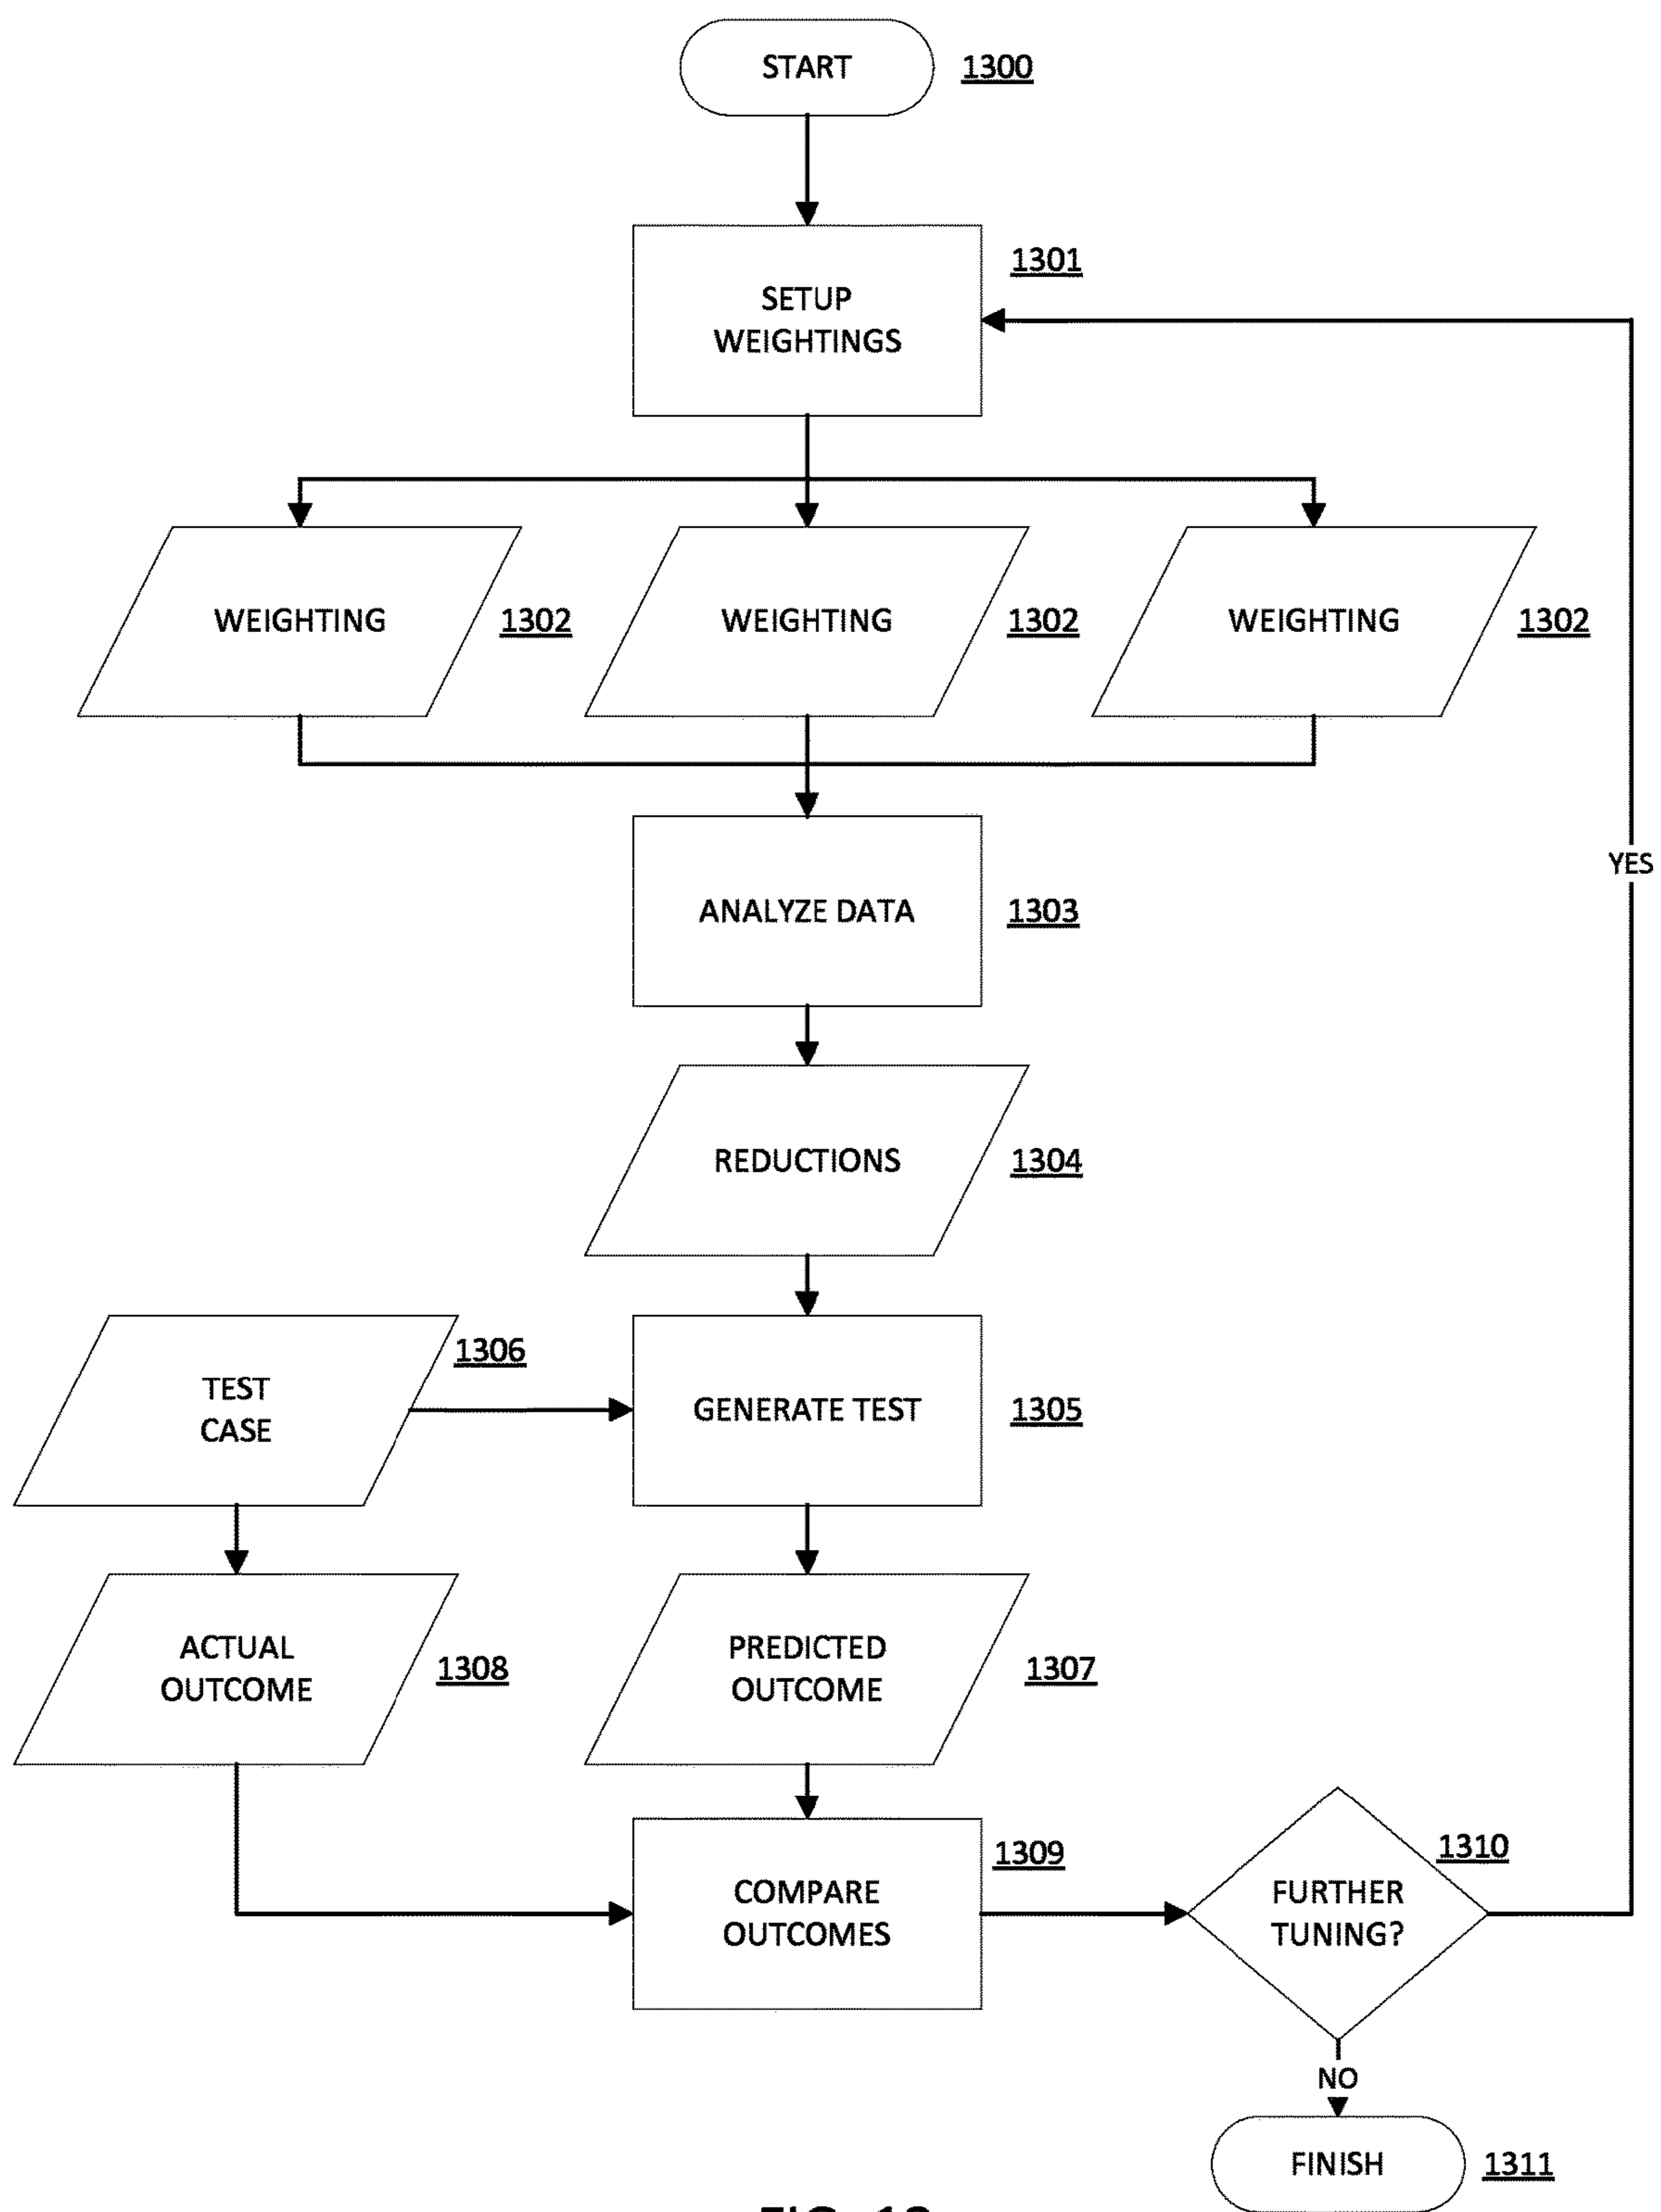 START
1300
SETUP
WEIGHTINGS
1301
WEIGHTING
1302
WEIGHTING
1302
WEIGHTING
1302
YES
ANALYZE DATA
1303
REDUCTIONS
1304
TEST
CASE
1306
GENERATE TEST
1305
ACTUAL
OUTCOME
1308
PREDICTED
OUTCOME
1307
COMPARE
OUTCOMES
1309
FURTHER
TUNING?
1310
NO
FINISH
1311